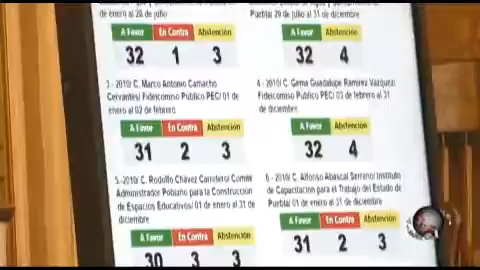 de enero al 28 de julio
A Favor En Contra Abstención
32 1 3
3 - 2010/ C. Marco Antonio Camacho
Cervantes/ Fideicomiso Publico PEC/ 01 de
enero al 02 de febrero
A Favor En Contra Abstención
31 2 3
5.-2010/ C. Rodolfo Chávez Carretero/ Comité
Administrador Poblano para la Construcción
de Espacios Educativos/ 01 de enero al 31 de
diciembre
A Favor En Contra Abstención
30 3 3
Puebla/ 29 de julio al 31 de diciembre
A Favor Abstención
32 4
4 - 2010/ C. Gema Guadalupe Ramírez Vázquez/
Fideicomiso Publico PEC/ 03 de febrero al 31
de diciembre.
A Favor Abstención
32 4
6 - 2010/ C. Alfonso Abascal Serrano/ Instituto
de Capacitación para el Trabajo del Estado de
Puebla/ 01 de enero al 31 de diciembre
A Favor En Contra Abstención
31 2 3